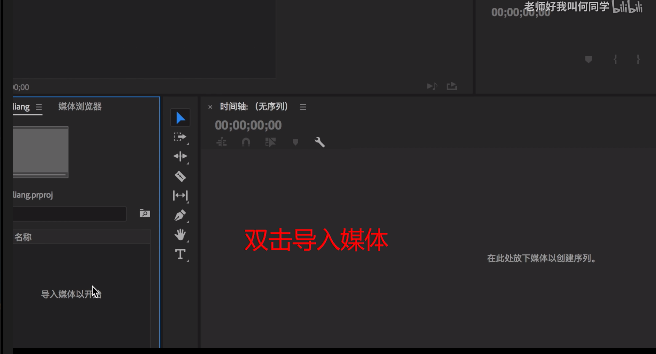 老师好我叫何同学 bilibili
00;00;00;00
00;00
liang
媒体浏览器
时间轴: (无序列)
00;00;00;00
liang.prproj
双击导入媒体
名称
在此处放下媒体以创建序列。
导入媒体以开始